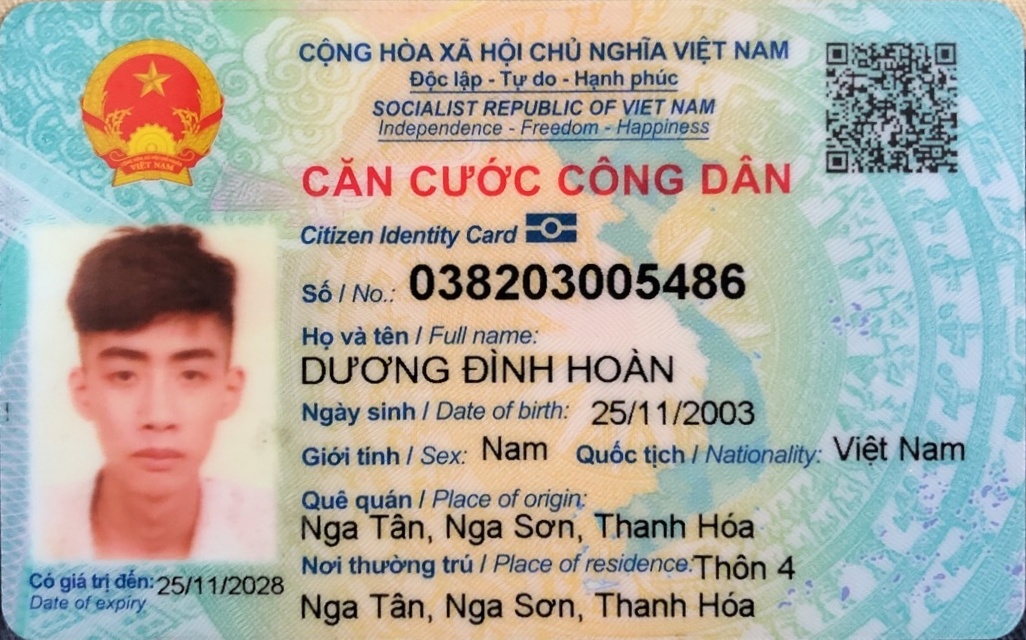 CỘNG HÒA XÃ HỘI CHỦ NGHĨA VIỆT NAM
Độc lập - Tự do - Hạnh phúc
SOCIALIST REPUBLIC OF VIET NAM
Independence - Freedom - Happiness
CĂN CƯỚC CÔNG DÂN
Citizen Identity Card
Số / No.: 038203005486
Họ và tên / Full name:
DƯƠNG ĐÌNH HOÀN
Ngày sinh / Date of birth: 25/11/2003
Giới tính / Sex: Nam Quốc tịch / Nationality: Việt Nam
Quê quán / Place of origin:
Nga Tân, Nga Sơn, Thanh Hóa
Nơi thường trú / Place of residence: Thôn 4
Nga Tân, Nga Sơn, Thanh Hóa
Có giá trị đến: 25/11/2028
Date of expiry
VIỆT NAM